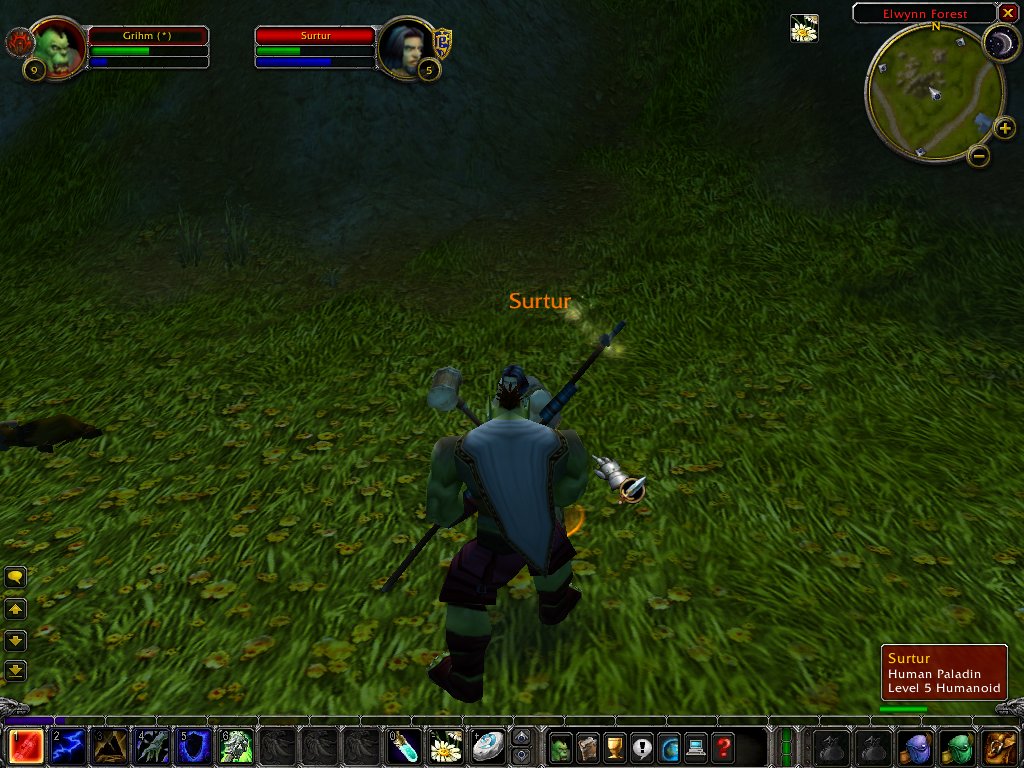 Grihm (*)
Surtur
Elwynn Forest
N
9
5
Surtur
Surtur
Human Paladin
Level 5 Humanoid
1
2
3
4
5
6
0